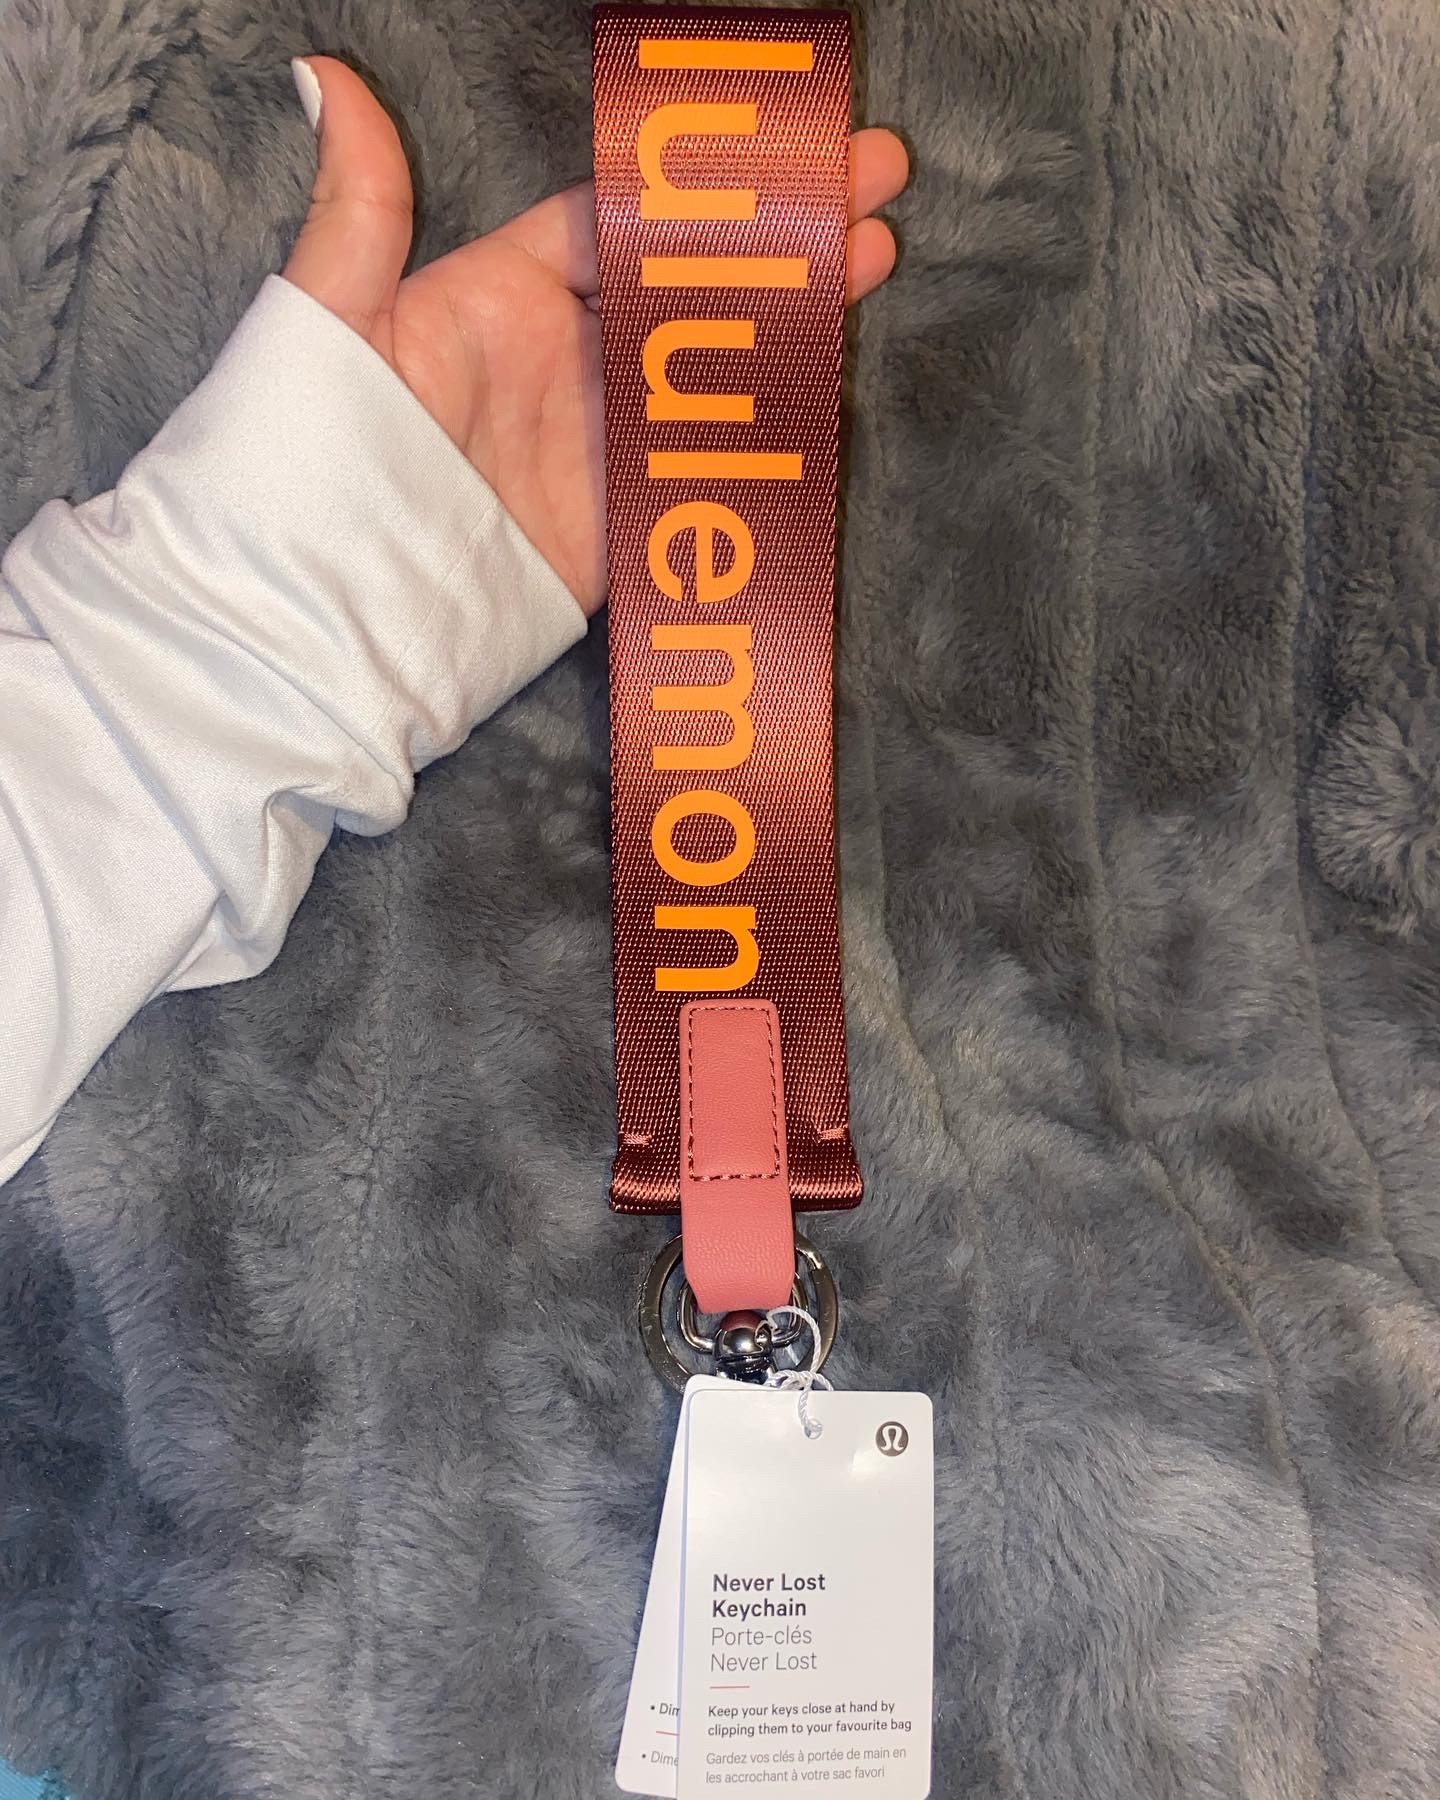 lululemon
Never Lost
Keychain
Porte-clés
Never Lost
Keep your keys close at hand by
clipping them to your favourite bag
Gardez vos clés à portée de main en
les accrochant à votre sac favori